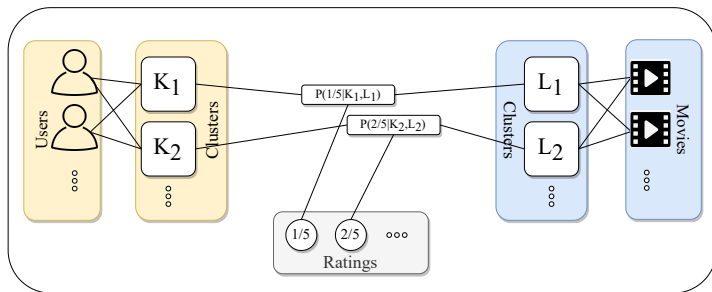 Users
K1
K2
Clusters
P(1/5|K1,L1)
P(2/5|K2,L2)
Clusters
L1
L2
Movies
1/5
2/5
Ratings